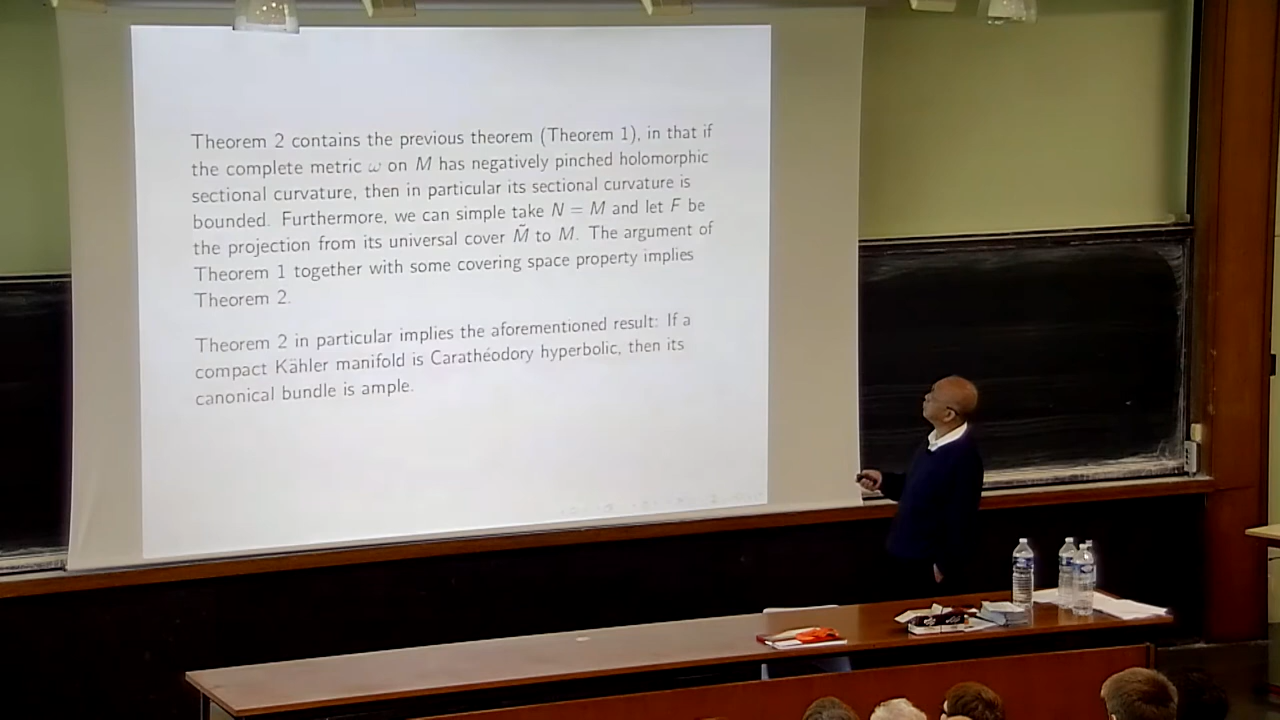 Theorem 2 contains the previous theorem (Theorem 1), in that if
the complete metric ω on M has negatively pinched holomorphic
sectional curvature, then in particular its sectional curvature is
bounded. Furthermore, we can simple take N = M and let F be
the projection from its universal cover M̃ to M. The argument of
Theorem 1 together with some covering space property implies
Theorem 2.
Theorem 2 in particular implies the aforementioned result: If a
compact Kähler manifold is Carathéodory hyperbolic, then its
canonical bundle is ample.